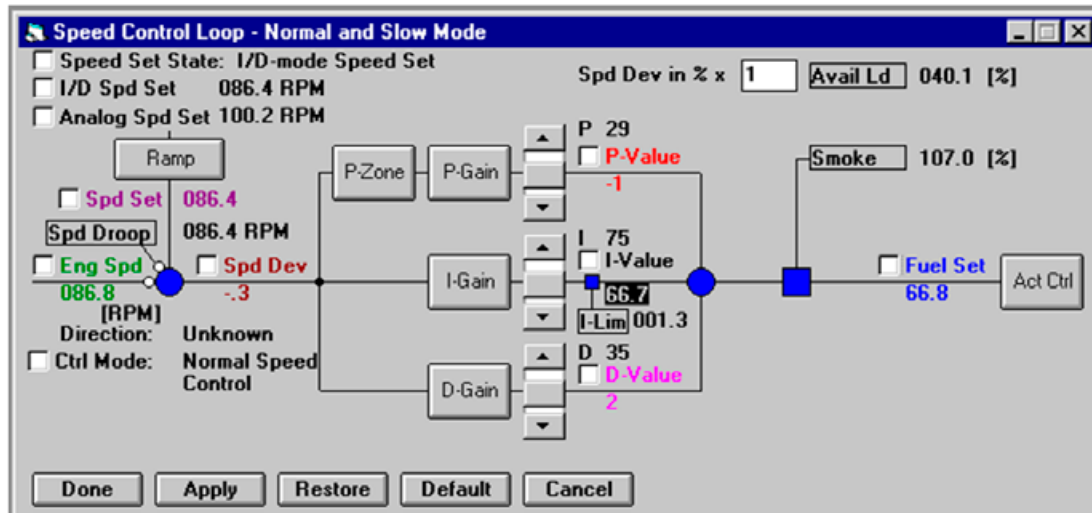 Speed Control Loop - Normal and Slow Mode
Speed Set State: I/D-mode Speed Set
Spd Dev in % x 1 Avail Ld 040.1 [%]
I/D Spd Set 086.4 RPM
Analog Spd Set 100.2 RPM
Ramp
P-Zone
P-Gain
P 29
P-Value
-1
Smoke 107.0 [%]
Spd Set 086.4
Spd Droop 086.4 RPM
Eng Spd
086.8
[RPM]
Spd Dev
-.3
I-Gain
I 75
I-Value
66.7
I-Lim 001.3
Fuel Set
66.8
Act Ctrl
Direction: Unknown
Ctrl Mode: Normal Speed
Control
D-Gain
D 35
D-Value
2
Done Apply Restore Default Cancel